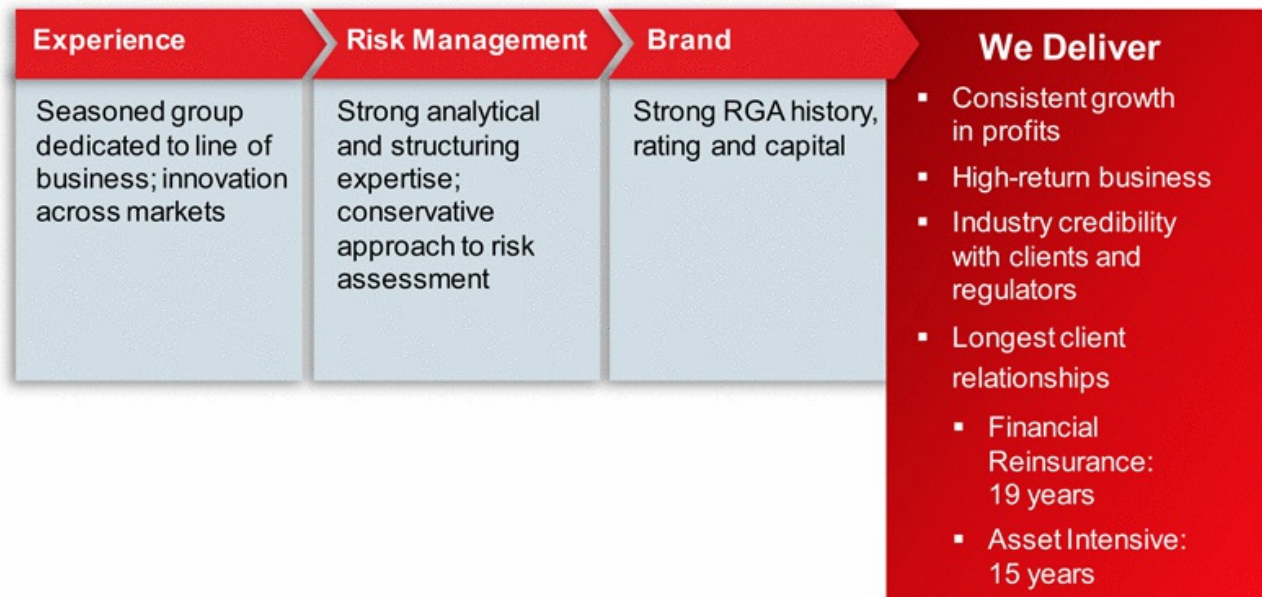 Experience
Seasoned group
dedicated to line of
business; innovation
across markets
Risk Management
Strong analytical
and structuring
expertise;
conservative
approach to risk
assessment
Brand
Strong RGA history,
rating and capital
We Deliver
▪ Consistent growth
in profits
▪ High-return business
▪ Industry credibility
with clients and
regulators
▪ Longest client
relationships
▪ Financial
Reinsurance:
19 years
▪ Asset Intensive:
15 years